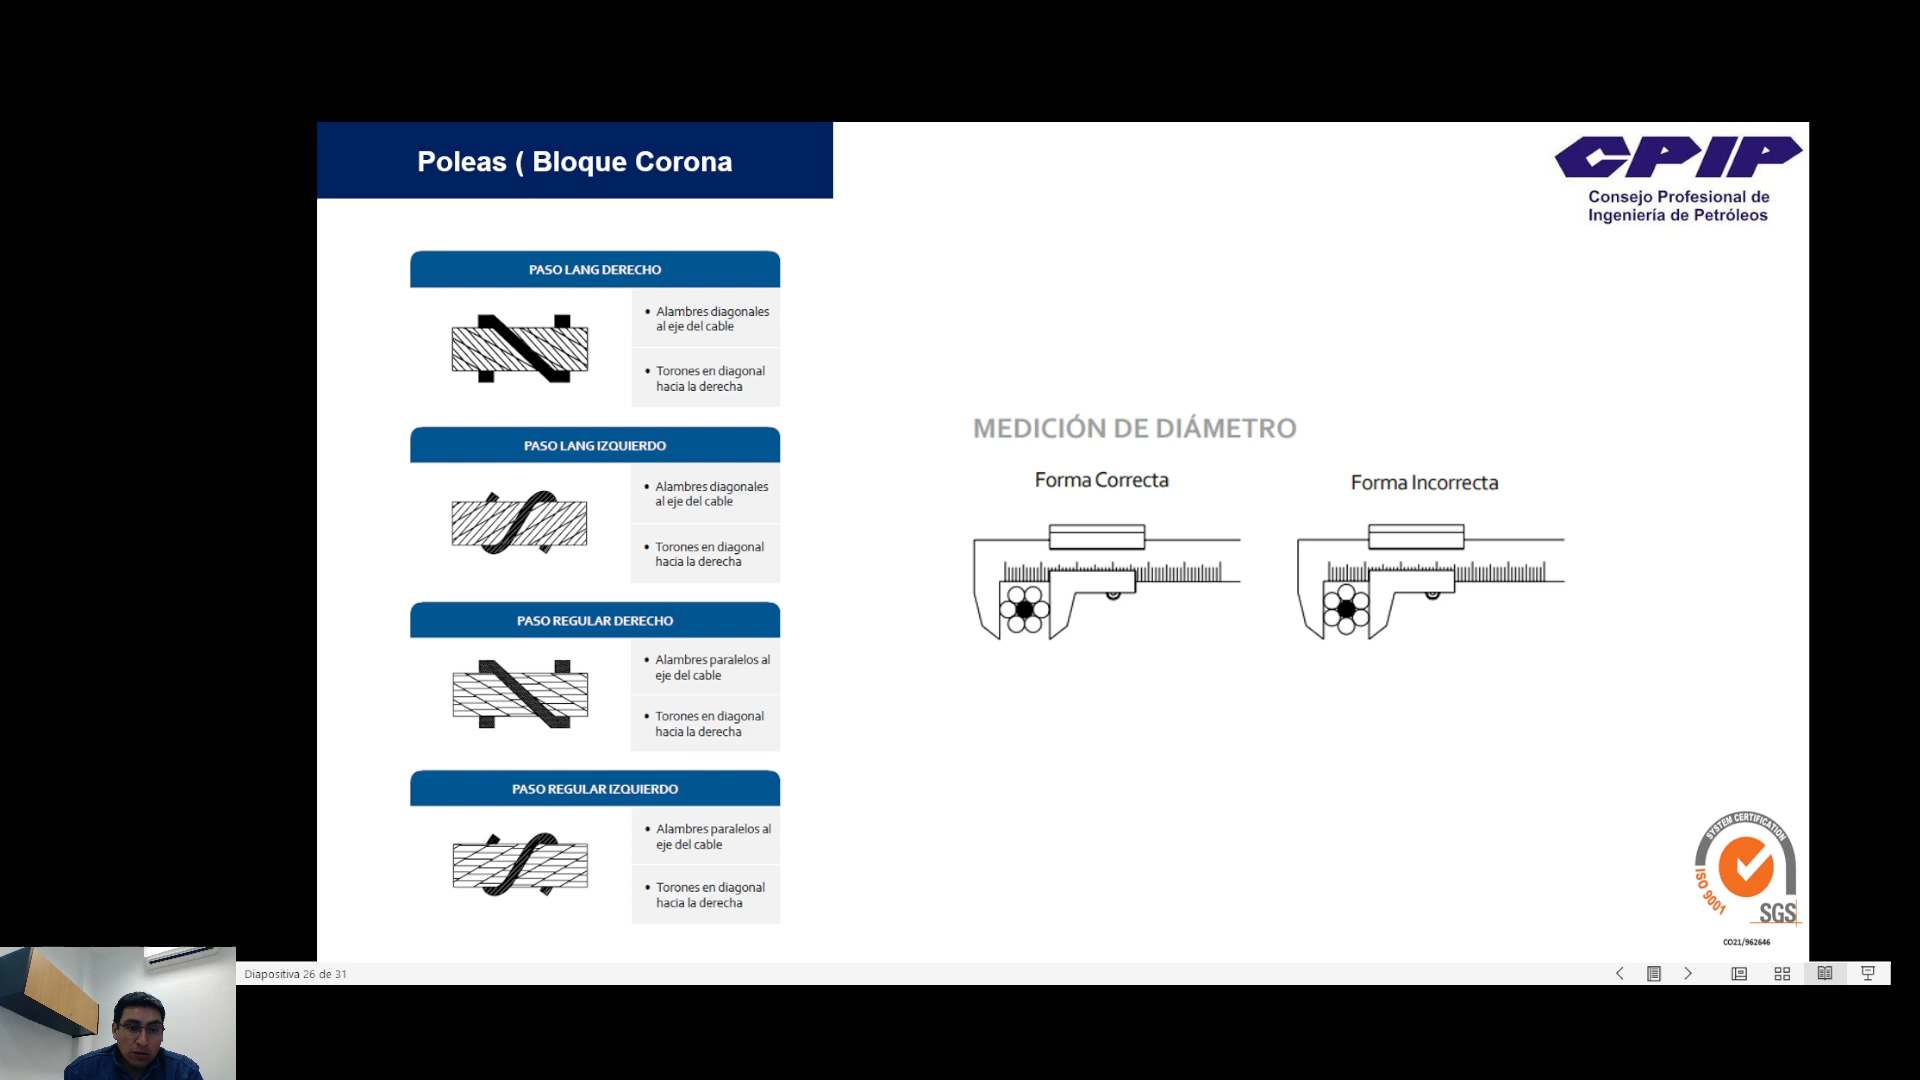 Poleas ( Bloque Corona
CPIP
Consejo Profesional de
Ingeniería de Petróleos
PASO LANG DERECHO
• Alambres diagonales
al eje del cable
• Torones en diagonal
hacia la derecha
PASO LANG IZQUIERDO
• Alambres diagonales
al eje del cable
• Torones en diagonal
hacia la derecha
PASO REGULAR DERECHO
• Alambres paralelos al
eje del cable
• Torones en diagonal
hacia la derecha
PASO REGULAR IZQUIERDO
• Alambres paralelos al
eje del cable
• Torones en diagonal
hacia la derecha
MEDICIÓN DE DIÁMETRO
Forma Correcta
Forma Incorrecta
SYSTEM CERTIFICATION
ISO 9001
SGS
CO21/962646
Diapositiva 26 de 31